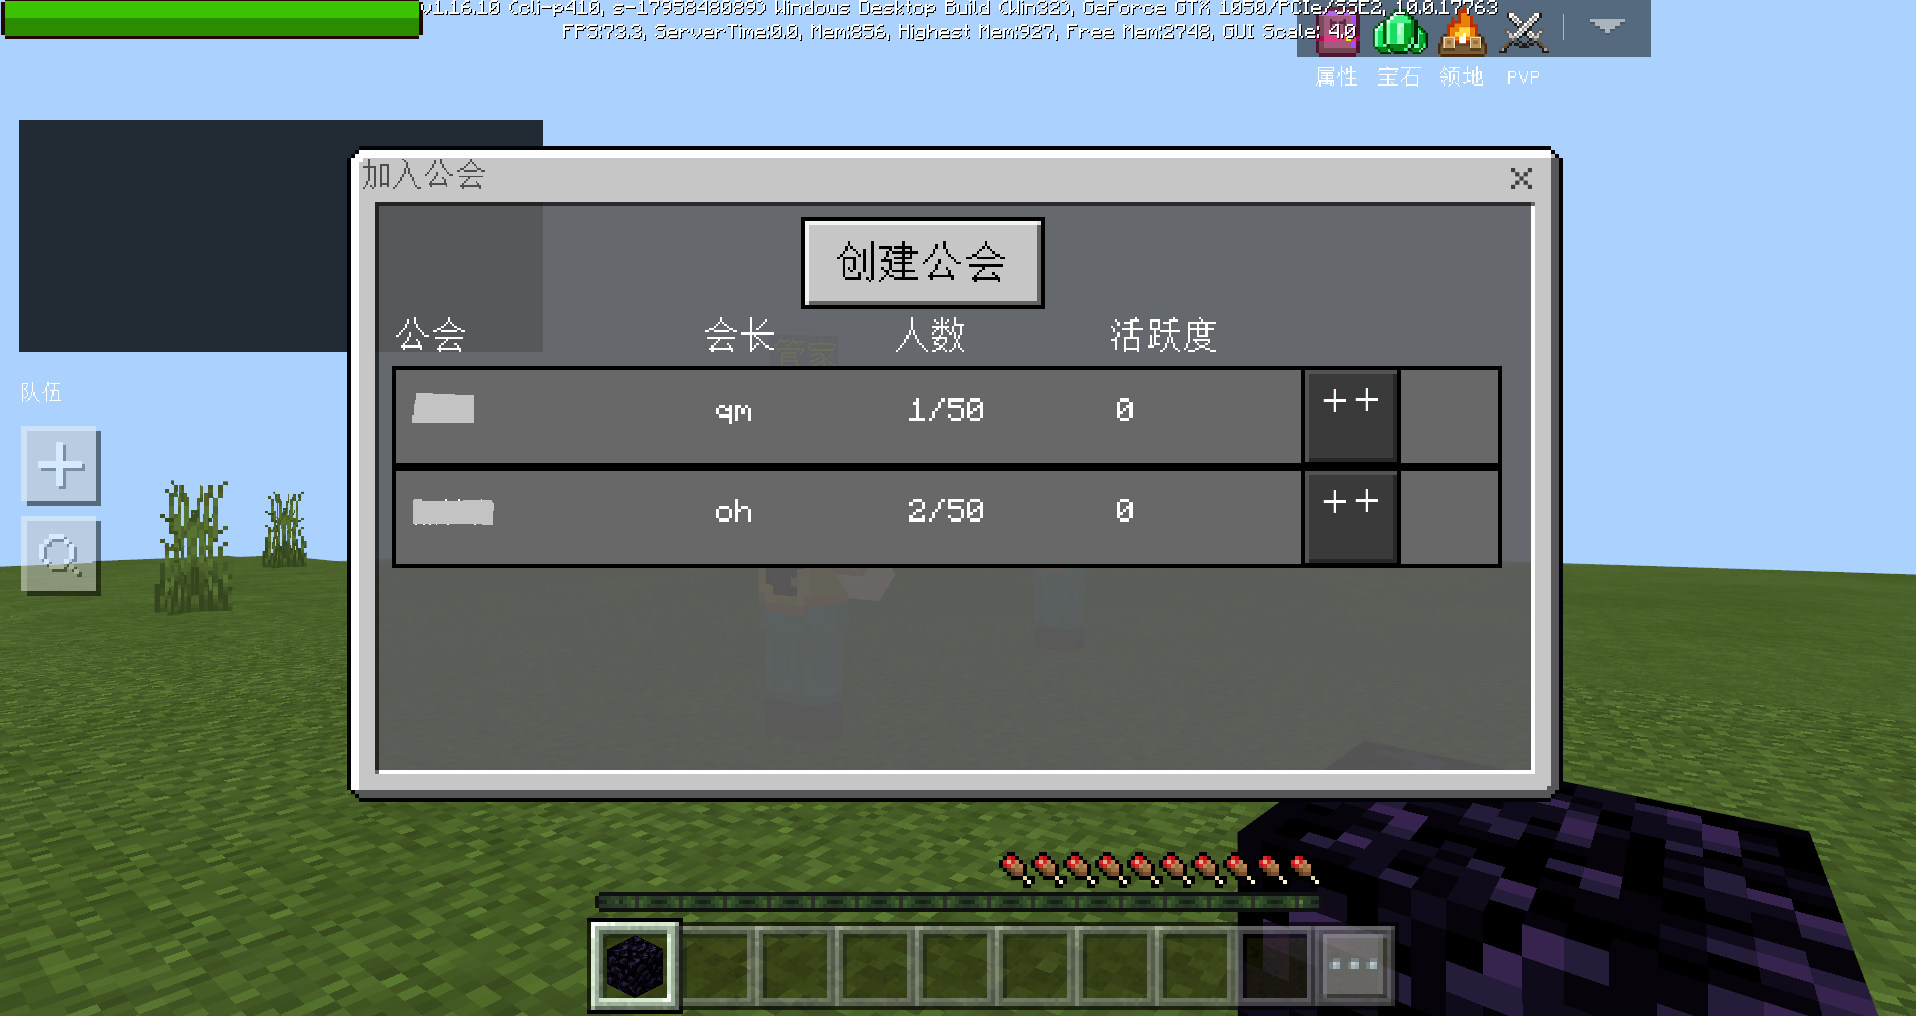 v1.16.10 (cli-p410, s-1795848089) Windows Desktop Build (Win32), GeForce GTX 1050/PCIe/SSE2, 10.0.17763
FPS:73.3, ServerTime:0.0, Mem:856, Highest Mem:927, Free Mem:2748, GUI Scale: 4.0
属性 宝石 领地 PVP
加入公会
创建公会
公会 会长 人数 活跃度
管家
qm 1/50 0 ++
oh 2/50 0 ++
队伍